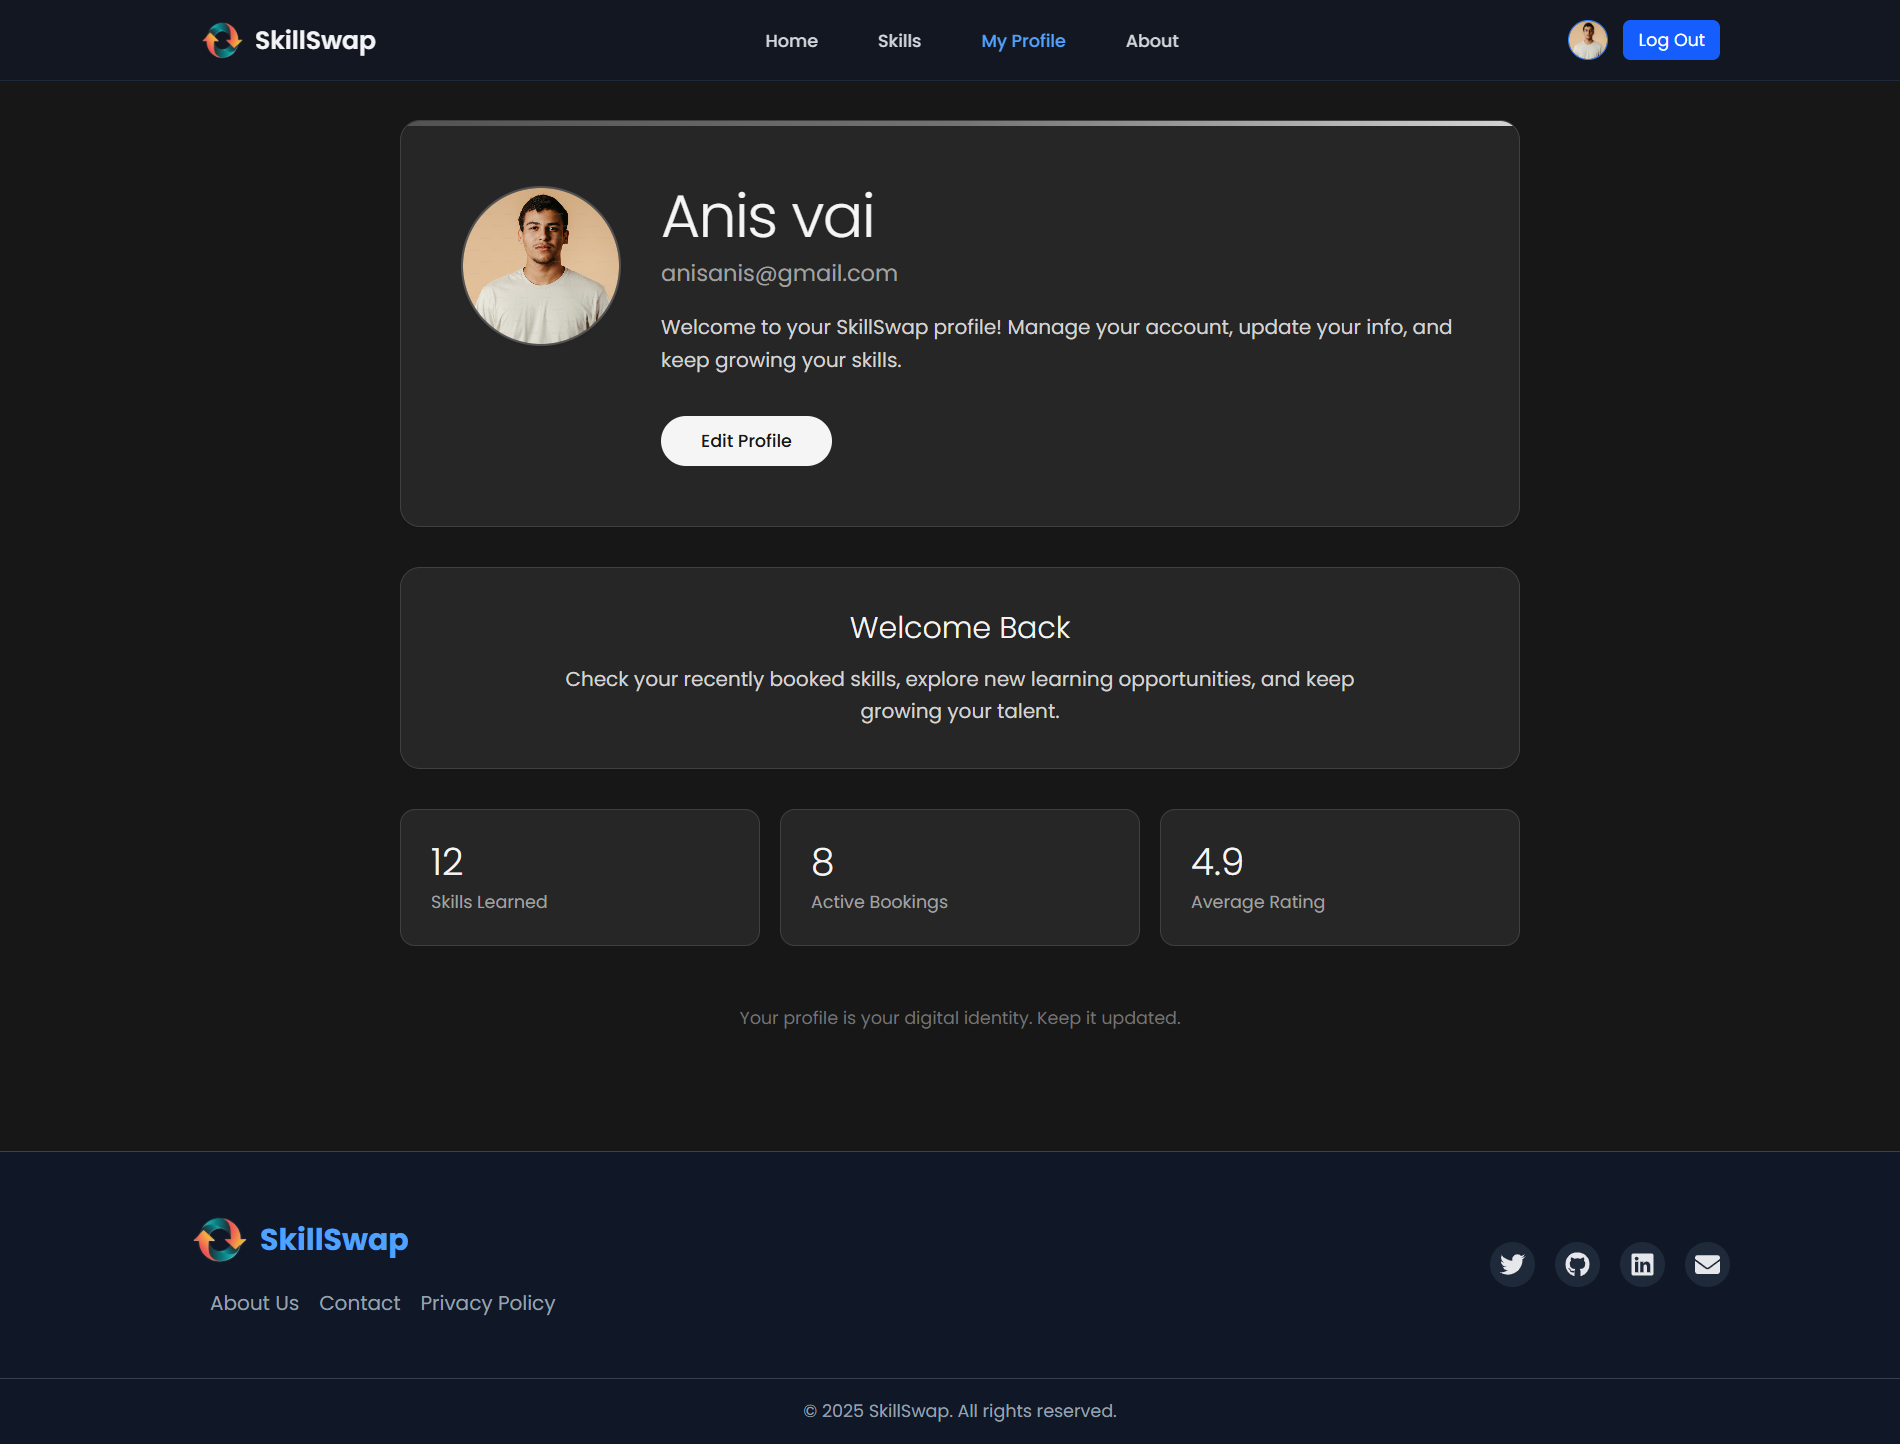 SkillSwap
Home
Skills
My Profile
About
Log Out
Anis vai
anisanis@gmail.com
Welcome to your SkillSwap profile! Manage your account, update your info, and
keep growing your skills.
Edit Profile
Welcome Back
Check your recently booked skills, explore new learning opportunities, and keep
growing your talent.
12
Skills Learned
8
Active Bookings
4.9
Average Rating
Your profile is your digital identity. Keep it updated.
SkillSwap
About Us
Contact
Privacy Policy
in
© 2025 SkillSwap. All rights reserved.